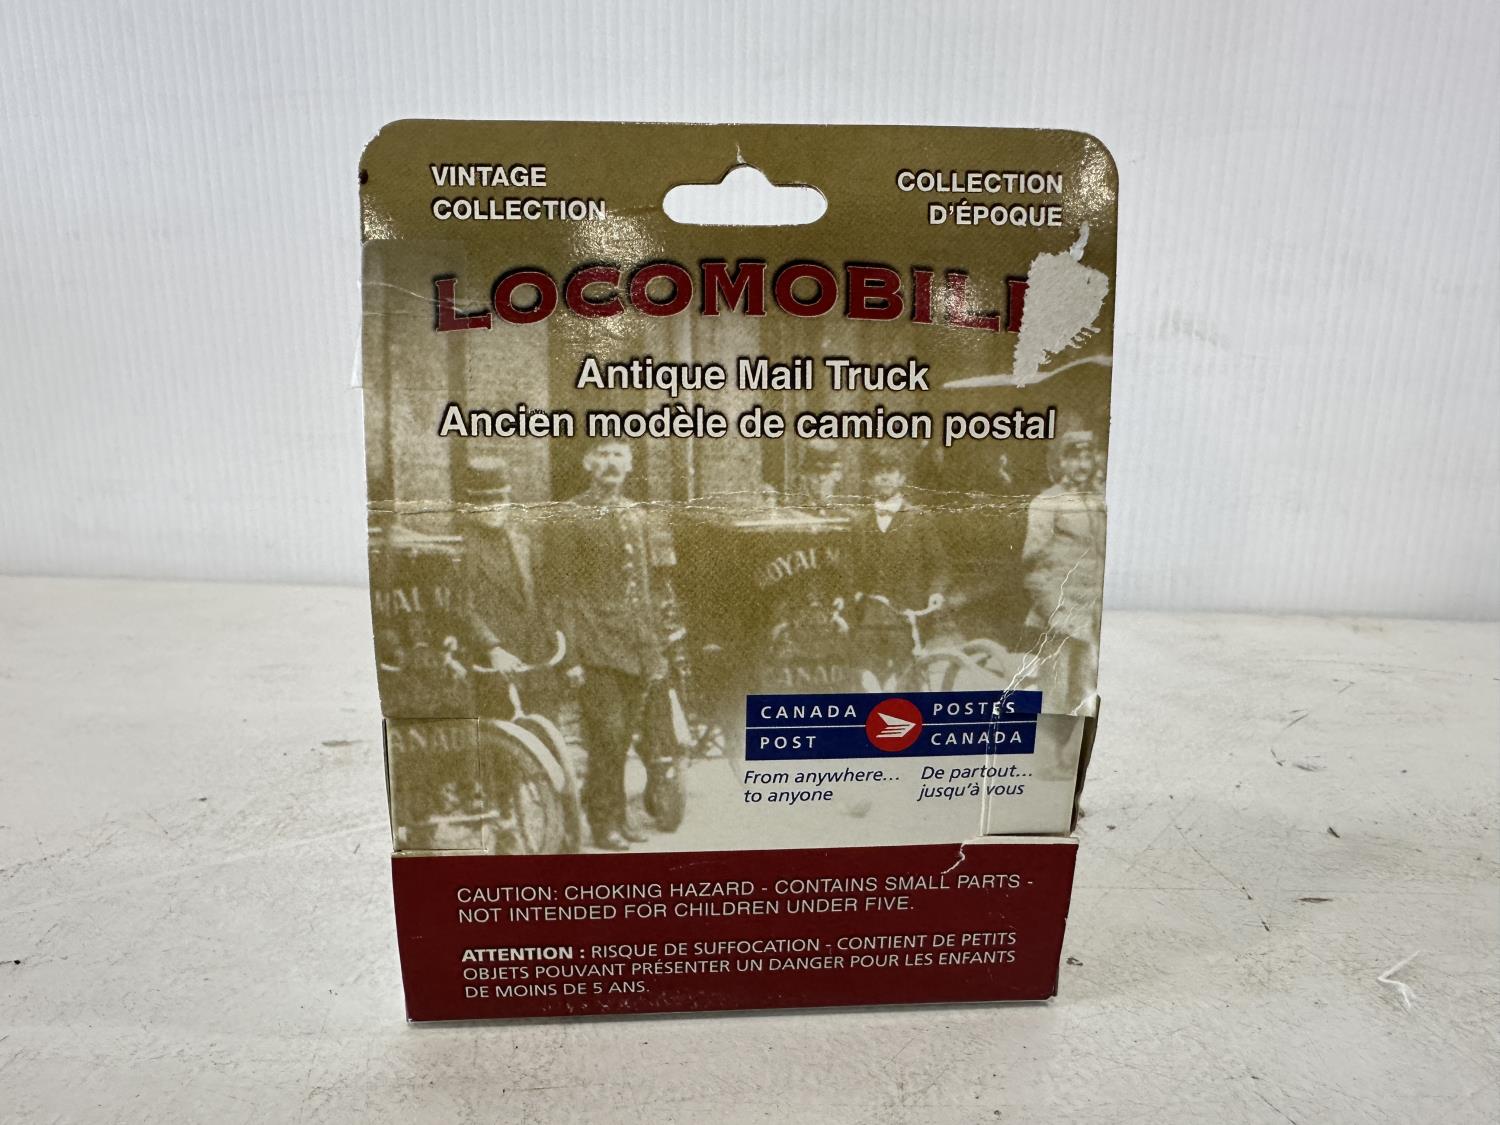 VINTAGE
COLLECTION
COLLECTION
D'ÉPOQUE
LOCOMOBIL
Antique Mail Truck
Ancien modèle de camion postal
CANADA
POST
POSTES
CANADA
From anywhere...
to anyone
De partout...
jusqu'à vous
CAUTION: CHOKING HAZARD - CONTAINS SMALL PARTS -
NOT INTENDED FOR CHILDREN UNDER FIVE.
ATTENTION : RISQUE DE SUFFOCATION - CONTIENT DE PETITS
OBJETS POUVANT PRÉSENTER UN DANGER POUR LES ENFANTS
DE MOINS DE 5 ANS.